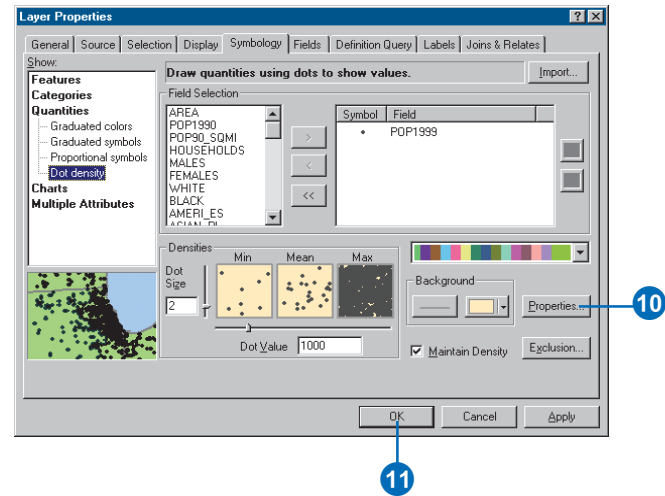 Layer Properties
General Source Selection Display Symbology Fields Definition Query Labels Joins & Relates
Show:
Features
Categories
Quantities
Graduated colors
Graduated symbols
Proportional symbols
Dot density
Charts
Multiple Attributes
Draw quantities using dots to show values.
Import...
Field Selection
AREA
POP1990
POP90_SQMI
HOUSEHOLDS
MALES
FEMALES
WHITE
BLACK
AMERI_ES
ASIAN_PI
>
<
<<
Symbol Field
POP1999
Densities
Min Mean Max
Dot Size
2
Dot Value 1000
Background
Properties...
10
Maintain Density
Exclusion...
OK Cancel Apply
11